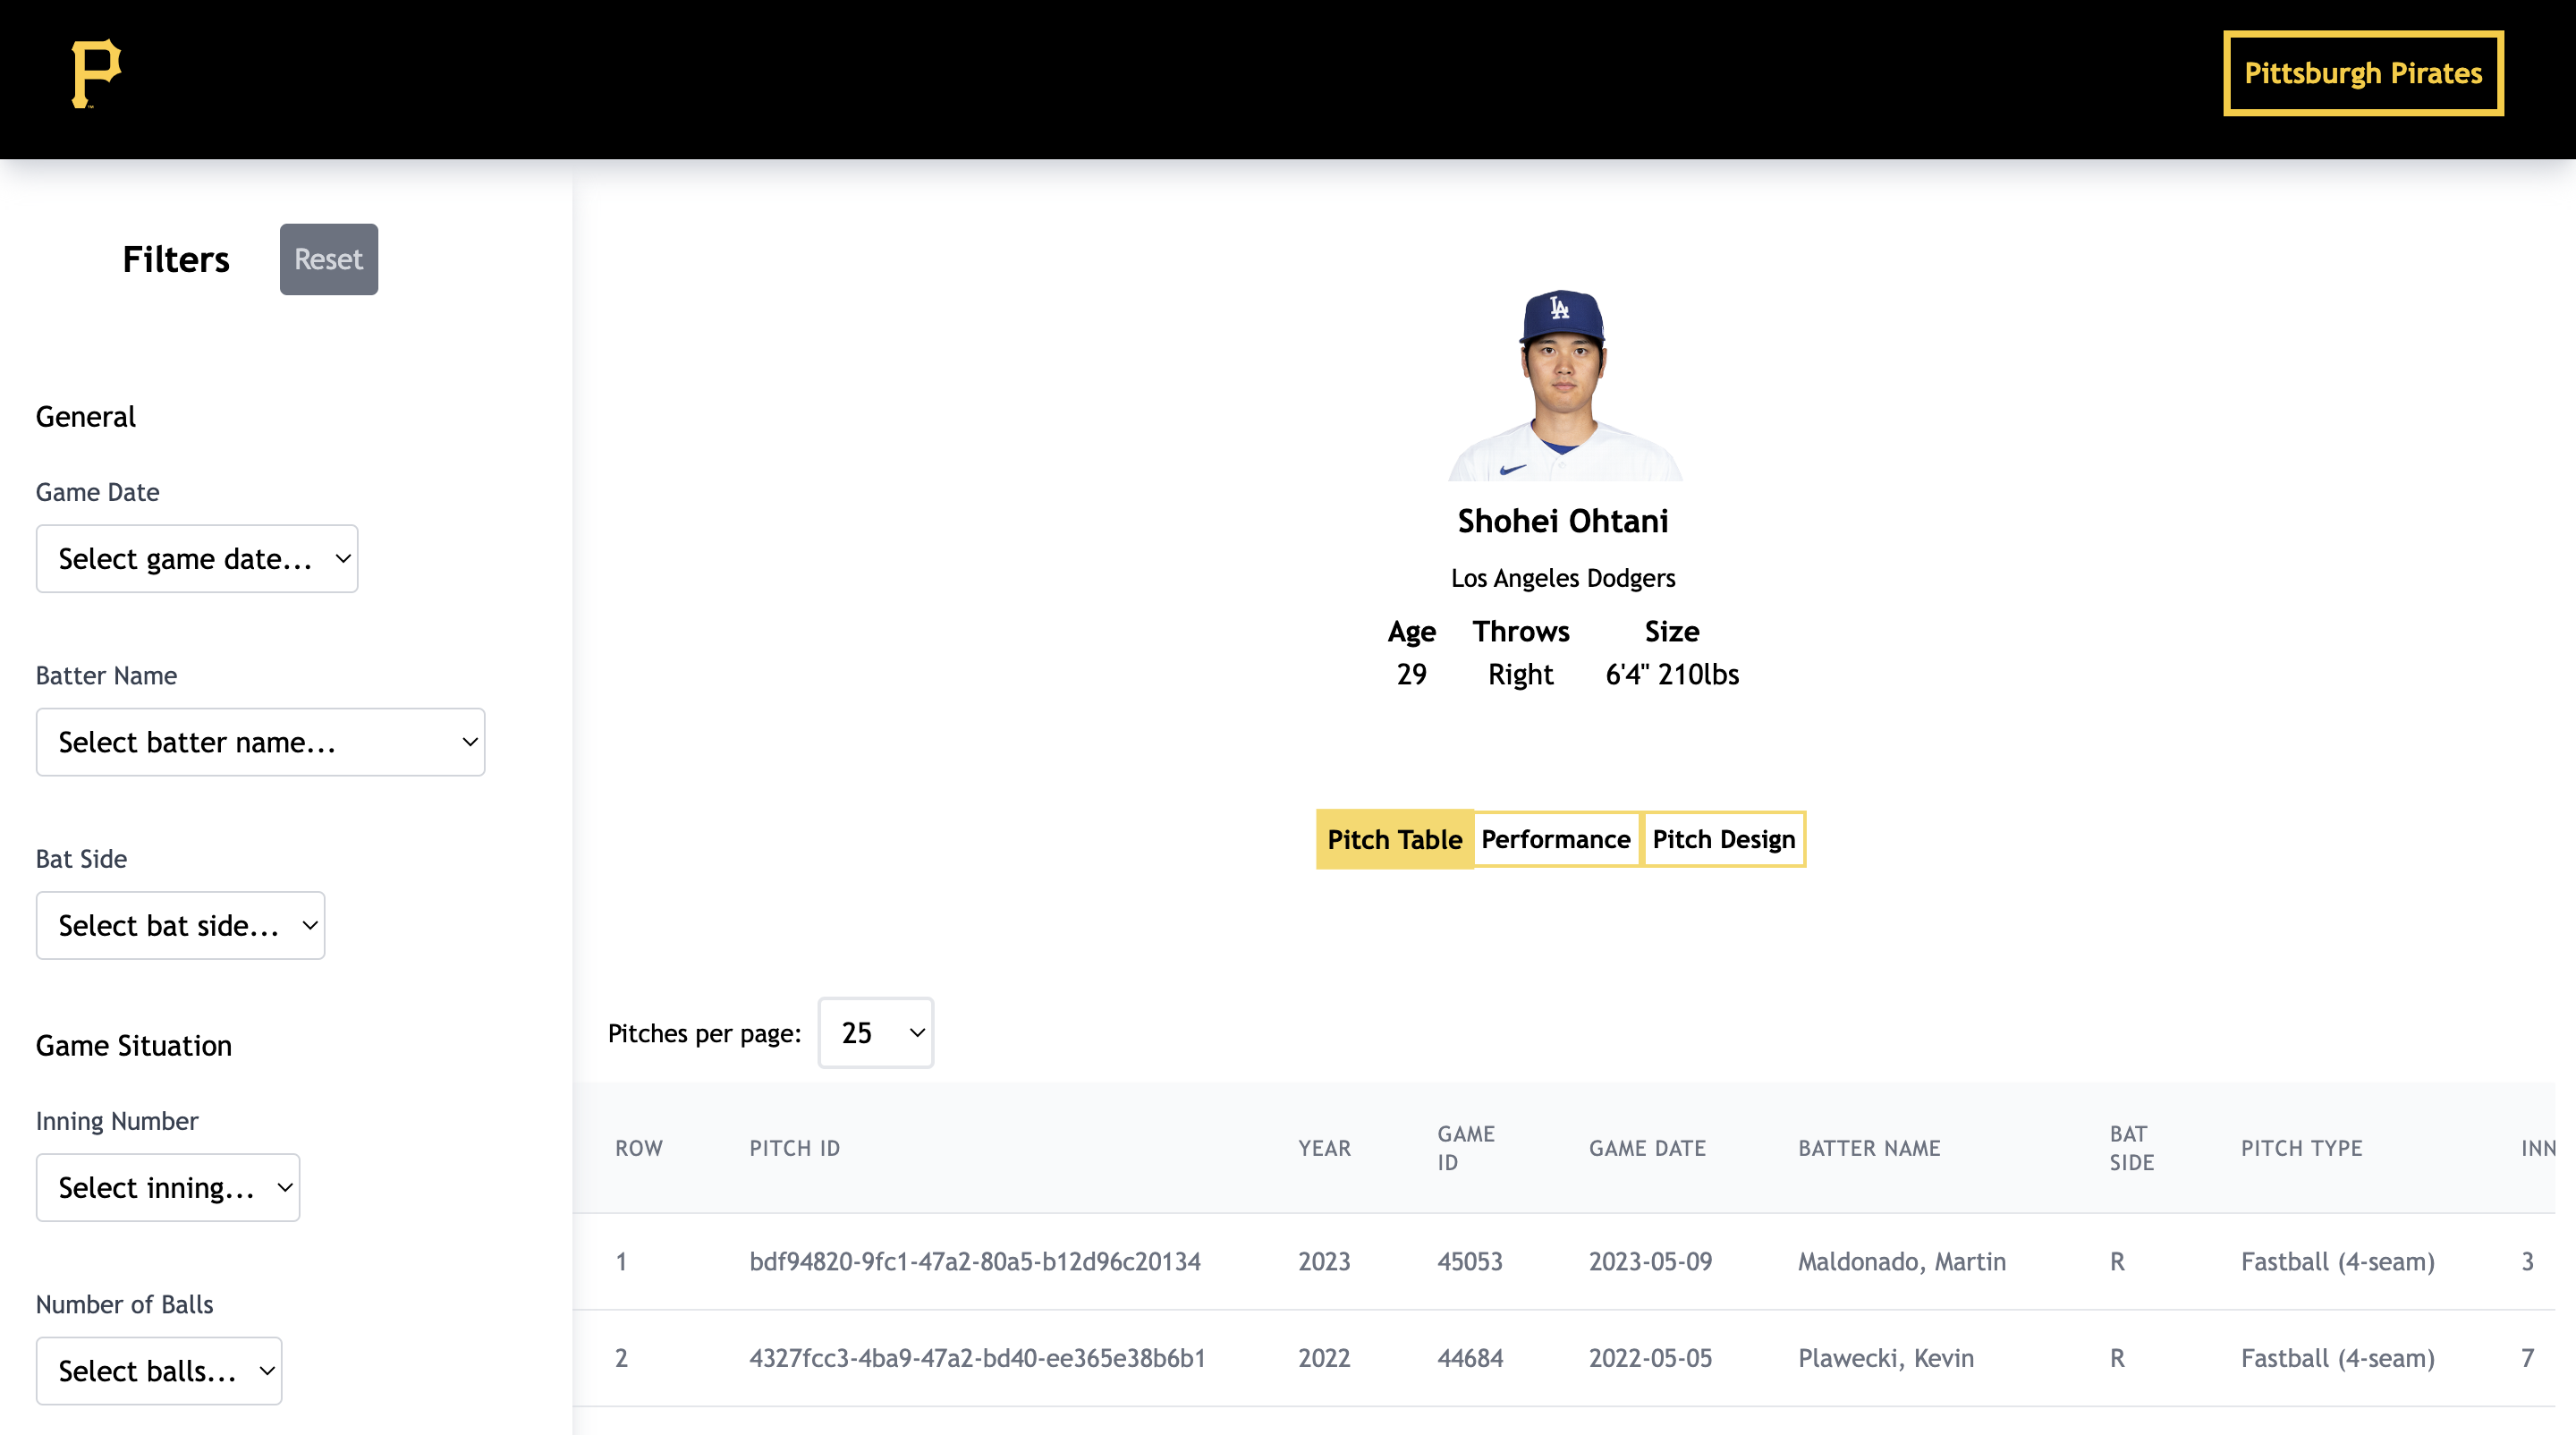 P
Pittsburgh Pirates
Filters
Reset
General
Game Date
Select game date...
Batter Name
Select batter name...
Bat Side
Select bat side...
Game Situation
Inning Number
Select inning...
Number of Balls
Select balls...
LA
Shohei Ohtani
Los Angeles Dodgers
Age Throws Size
29 Right 6'4" 210lbs
Pitch Table Performance Pitch Design
Pitches per page: 25
ROW PITCH ID YEAR GAME ID GAME DATE BATTER NAME BAT SIDE PITCH TYPE INN
1 bdf94820-9fc1-47a2-80a5-b12d96c20134 2023 45053 2023-05-09 Maldonado, Martin R Fastball (4-seam) 3
2 4327fcc3-4ba9-47a2-bd40-ee365e38b6b1 2022 44684 2022-05-05 Plawecki, Kevin R Fastball (4-seam) 7